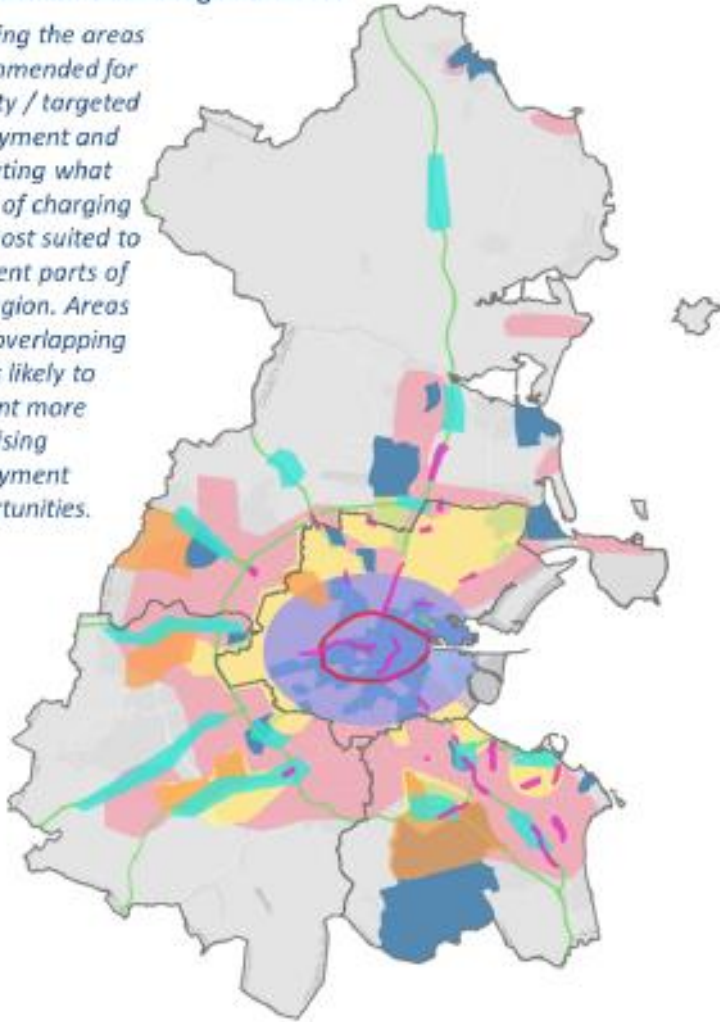 ing the areas
mmended for
ty / targeted
yment and
ting what
of charging
ost suited to
ent parts of
gion. Areas
overlapping
s likely to
nt more
ising
yment
rtunities.